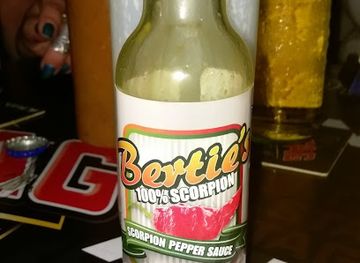 Bertie's
100% SCORPION
SCORPION PEPPER SAUCE
G